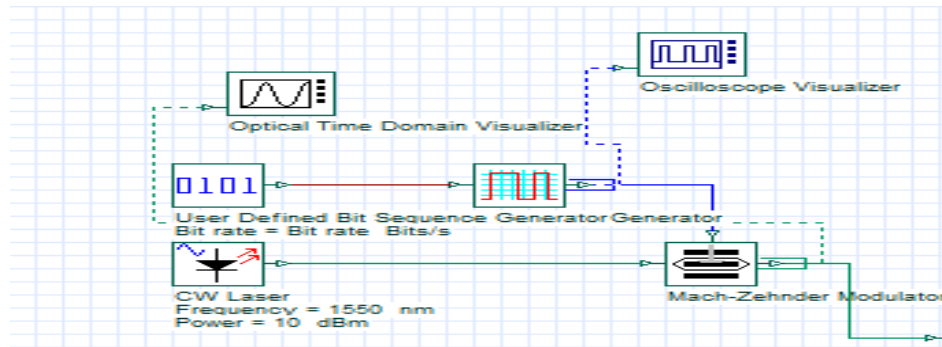 Oscilloscope Visualizer
Optical Time Domain Visualizer
0101
User Defined Bit Sequence Generator Generator
Bit rate = Bit rate Bits/s
CW Laser
Frequency = 1550 nm
Power = 10 dBm
Mach-Zehnder Modulator